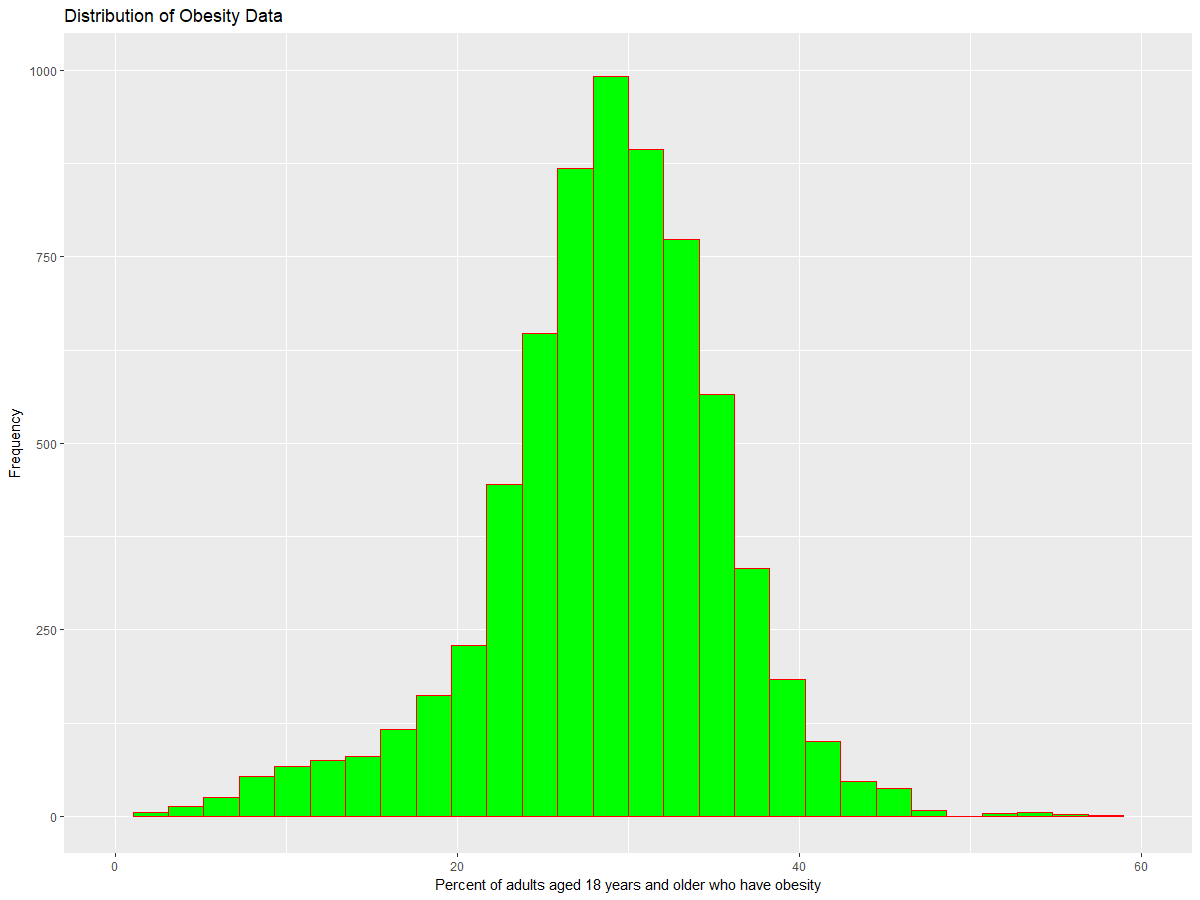 Distribution of Obesity Data
1000
750
500
250
0
Frequency
0 20 40 60
Percent of adults aged 18 years and older who have obesity